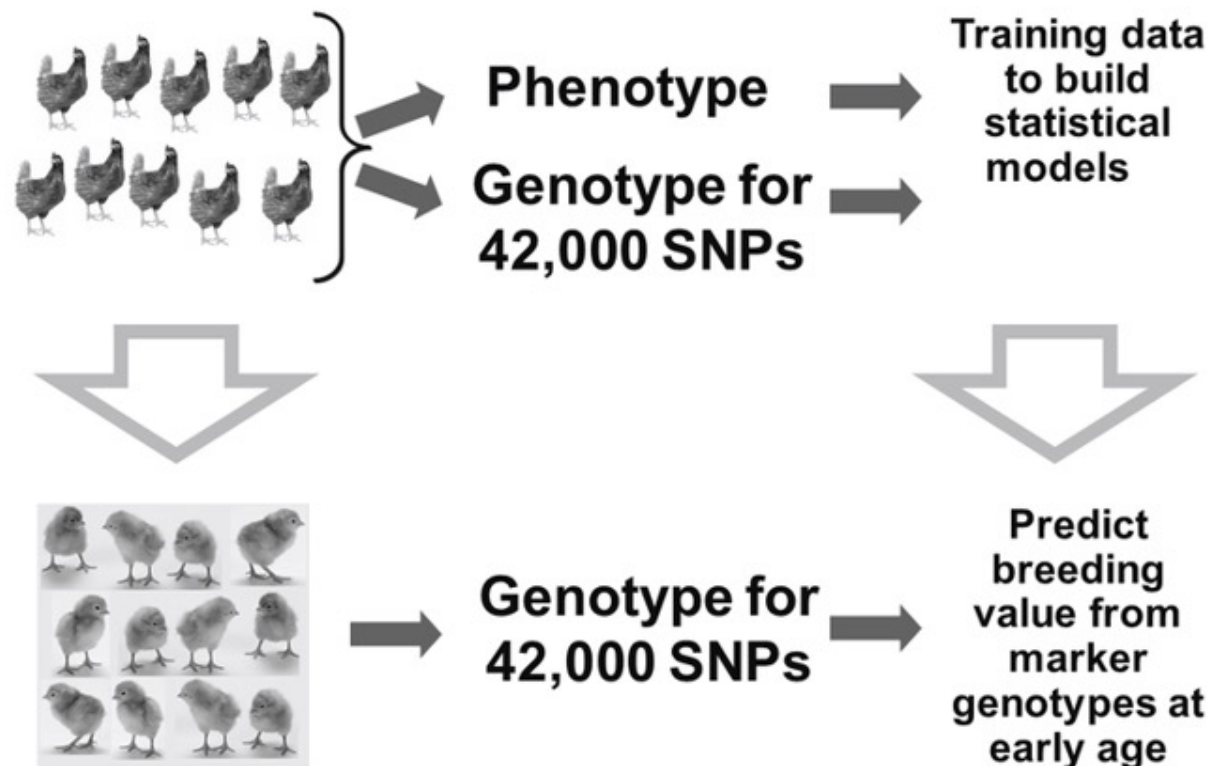 Phenotype
Genotype for
42,000 SNPs
Training data
to build
statistical
models
Genotype for
42,000 SNPs
Predict
breeding
value from
marker
genotypes at
early age